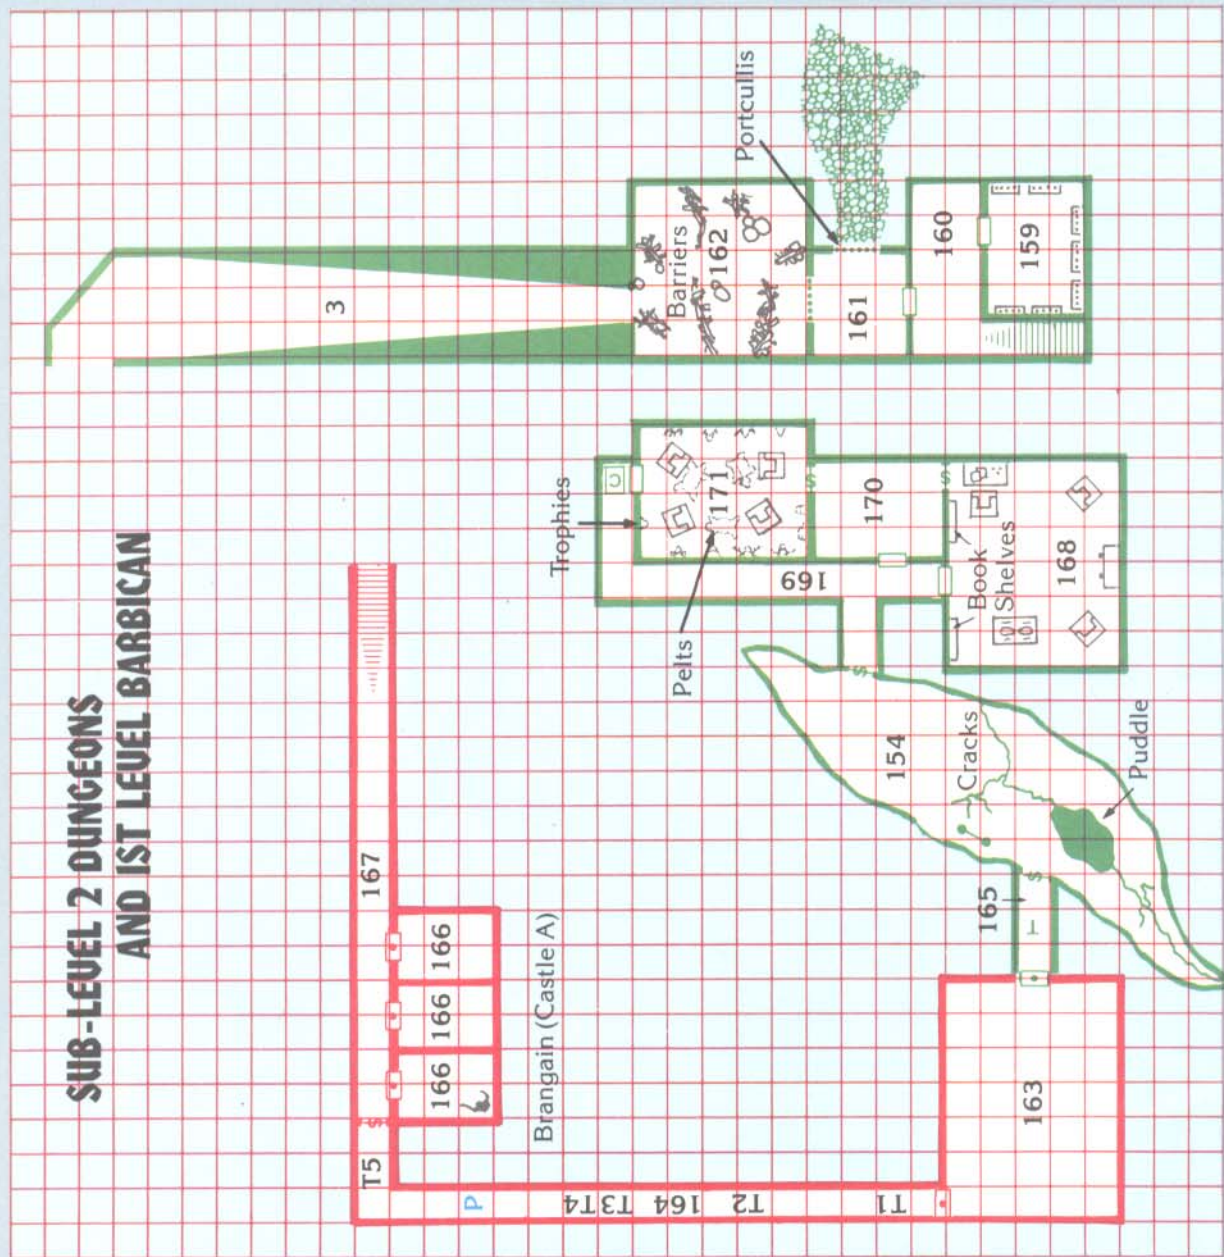 SUB-LEVEL 2 DUNGEONS
AND IST LEVEL BARBICAN
T5
S
167
166
166
166
P
Brangain (Castle A)
T4
T3
164
T2
T1
163
T
165
S
Cracks
154
Puddle
S
Trophies
Pelts
C
171
169
S
170
S
Book
Shelves
168
3
Barriers
162
Portcullis
161
160
159